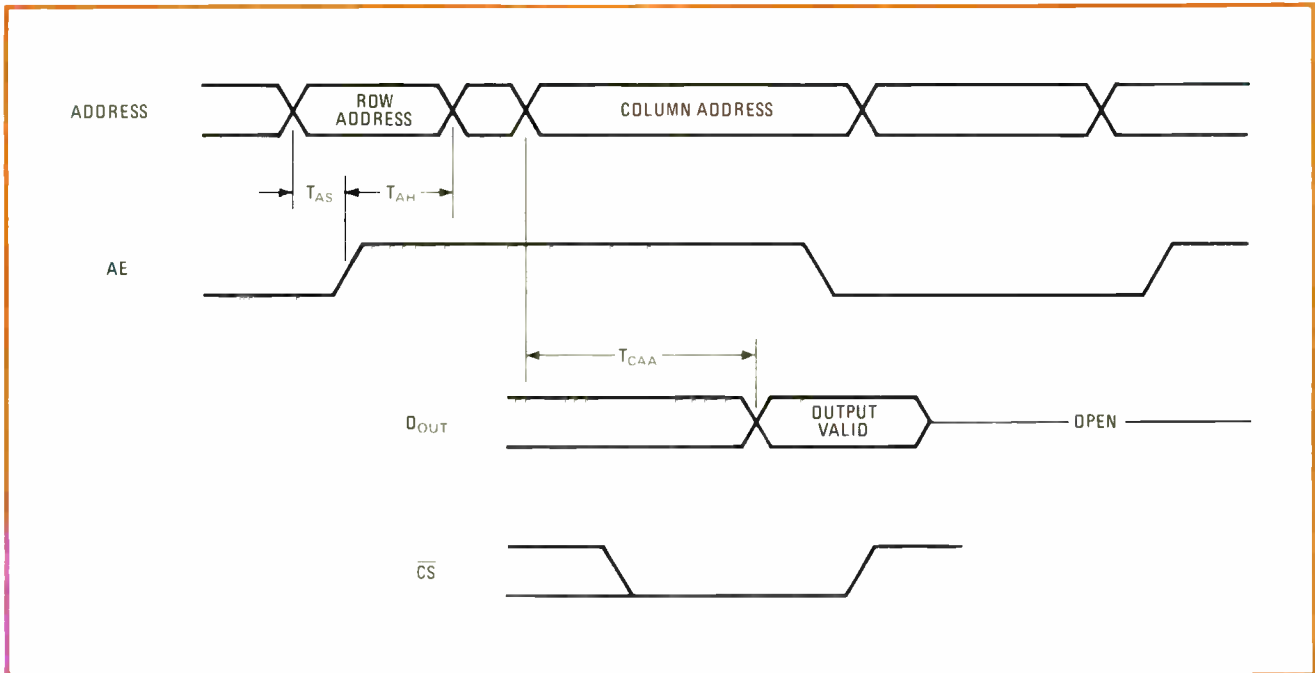 ADDRESS
ROW
ADDRESS
COLUMN ADDRESS
TAS
TAH
AE
TCAA
DOUT
OUTPUT
VALID
OPEN
CS